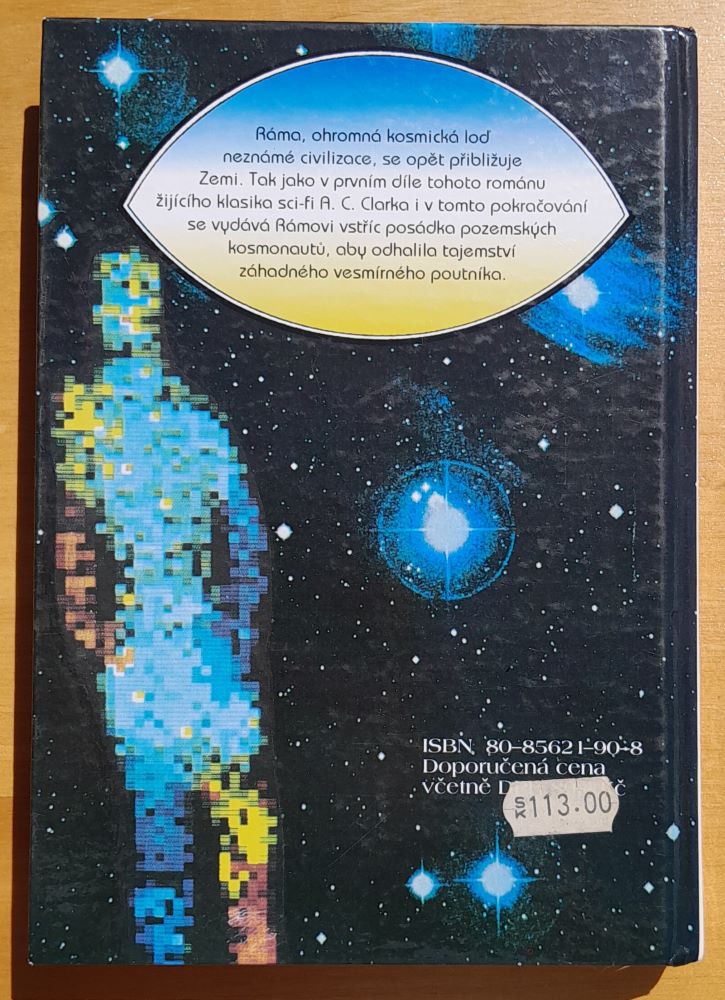 Ráma, ohromná kosmická loď
neznámé civilizace, se opět přibližuje
Zemi. Tak jako v prvním díle tohoto románu
žijícího klasika sci-fi A. C. Clarka i v tomto pokračování
se vydává Rámovi vstříc posádka pozemských
kosmonautů, aby odhalila tajemství
záhadného vesmírného poutníka.
ISBN 80-85621-90-8
Doporučená cena
včetně
SK 113.00